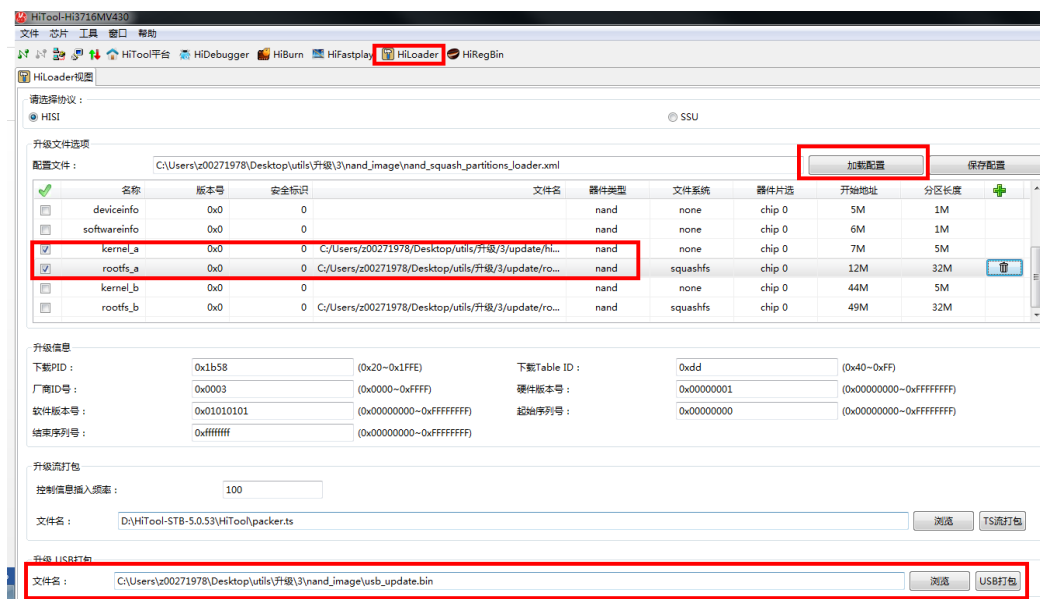 HiTool-Hi3716MV430
文件 芯片 工具 窗口 帮助
HiTool平台 HiDebugger HiBurn HiFastplay HiLoader HiRegBin
HiLoader视图
请选择协议：
HISI SSU
升级文件选项
配置文件： C:\Users\z00271978\Desktop\utils\升级\3\nand_image\nand_squash_partitions_loader.xml 加载配置 保存配置
名称 版本号 安全标识 文件名 器件类型 文件系统 器件片选 开始地址 分区长度
deviceinfo 0x0 0 nand none chip 0 5M 1M
softwareinfo 0x0 0 nand none chip 0 6M 1M
kernel_a 0x0 0 C:/Users/z00271978/Desktop/utils/升级/3/update/hi... nand none chip 0 7M 5M
rootfs_a 0x0 0 C:/Users/z00271978/Desktop/utils/升级/3/update/ro... nand squashfs chip 0 12M 32M
kernel_b 0x0 0 nand none chip 0 44M 5M
rootfs_b 0x0 0 C:/Users/z00271978/Desktop/utils/升级/3/update/ro... nand squashfs chip 0 49M 32M
升级信息
下载PID： 0x1b58 (0x20~0x1FFE) 下载Table ID： 0xdd (0x40~0xFF)
厂商ID号： 0x0003 (0x0000~0xFFFF) 硬件版本号： 0x00000001 (0x00000000~0xFFFFFFFF)
软件版本号： 0x01010101 (0x00000000~0xFFFFFFFF) 起始序列号： 0x00000000 (0x00000000~0xFFFFFFFF)
结束序列号： 0xffffffff (0x00000000~0xFFFFFFFF)
升级流打包
控制信息插入频率： 100
文件名： D:\HiTool-STB-5.0.53\HiTool\packer.ts 浏览 TS流打包
升级 USB打包
文件名： C:\Users\z00271978\Desktop\utils\升级\3\nand_image\usb_update.bin 浏览 USB打包